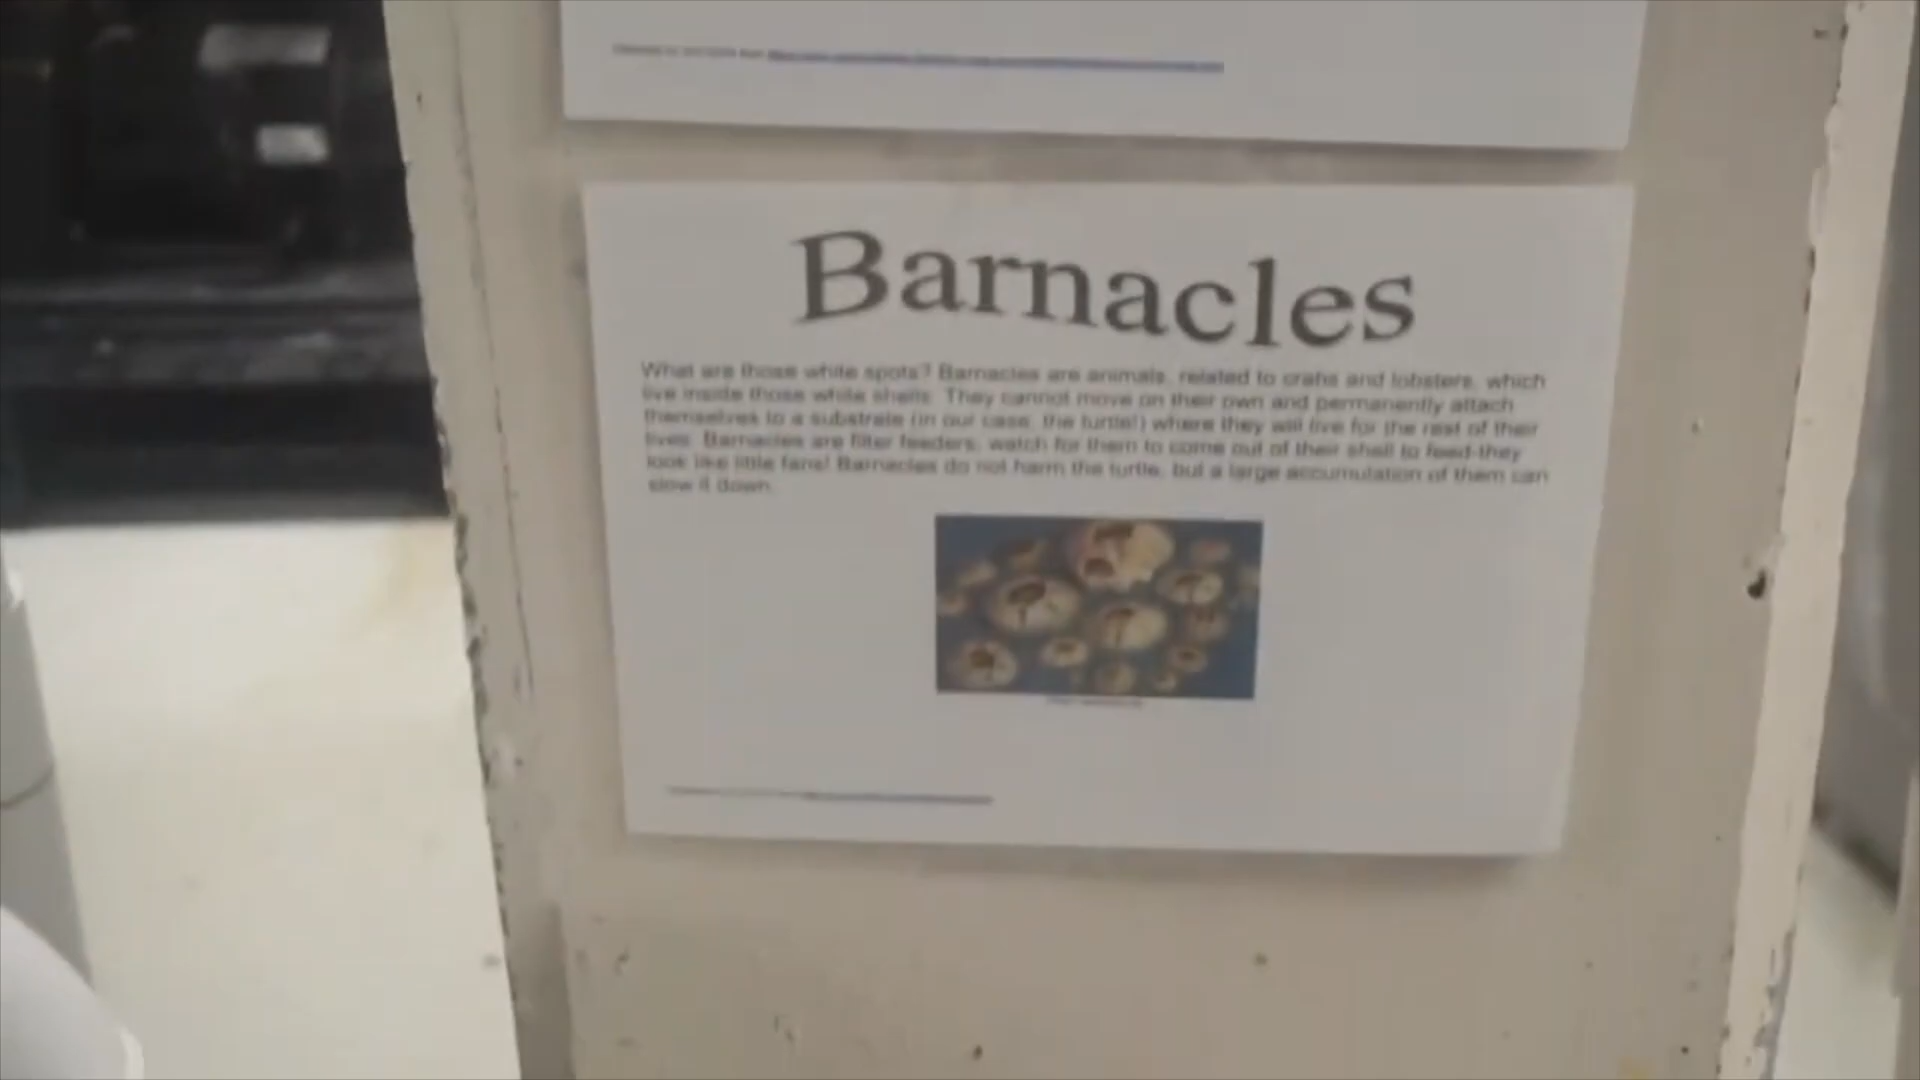 Barnacles
What are those white spots? Barnacles are animals, related to crabs and lobsters, which
live inside those white shells. They cannot move on their own and permanently attach
themselves to a substrate (in our case, the turtle!) where they will live for the rest of their
lives. Barnacles are filter feeders, watch for them to come out of their shell to feed-they
look like little fans! Barnacles do not harm the turtle, but a large accumulation of them can
slow it down.